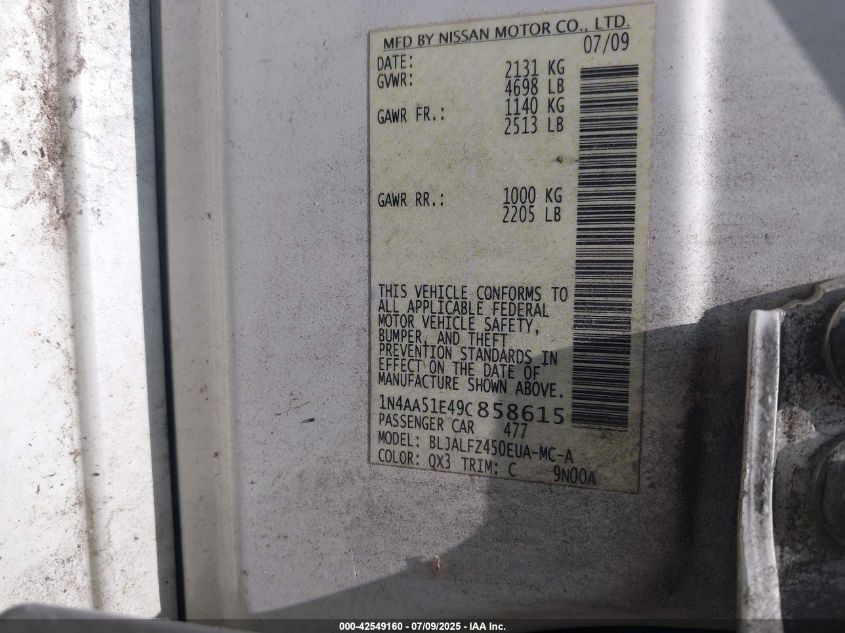 MFD BY NISSAN MOTOR CO., LTD.
DATE: 07/09
GVWR: 2131 KG
4698 LB
GAWR FR.: 1140 KG
2513 LB
GAWR RR.: 1000 KG
2205 LB
THIS VEHICLE CONFORMS TO
ALL APPLICABLE FEDERAL
MOTOR VEHICLE SAFETY,
BUMPER, AND THEFT
PREVENTION STANDARDS IN
EFFECT ON THE DATE OF
MANUFACTURE SHOWN ABOVE.
1N4AA51E49C858615
PASSENGER CAR 477
MODEL: BLJALFZ450EUA-MC-A
COLOR: QX3 TRIM: C 9N00A
000-42549160 - 07/09/2025 - IAA Inc.